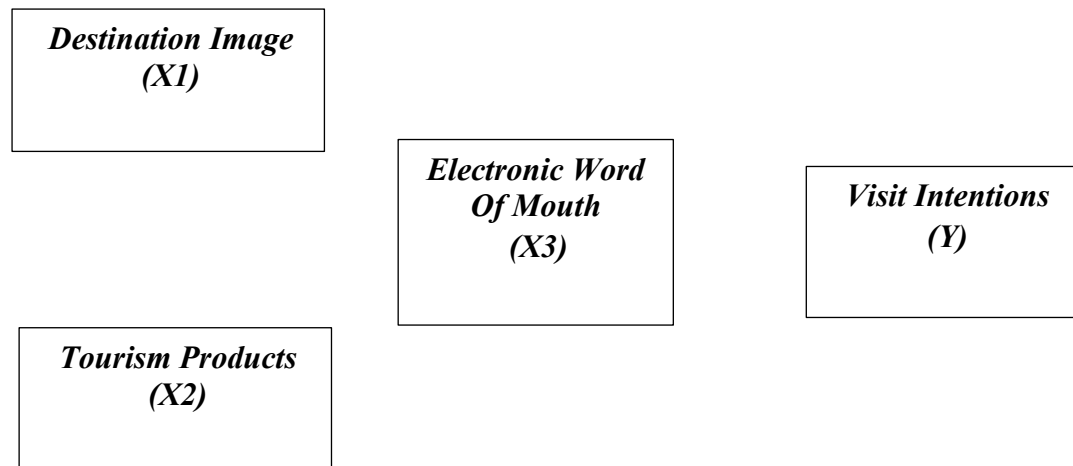 Destination Image
(X1)
Electronic Word
Of Mouth
(X3)
Visit Intentions
(Y)
Tourism Products
(X2)